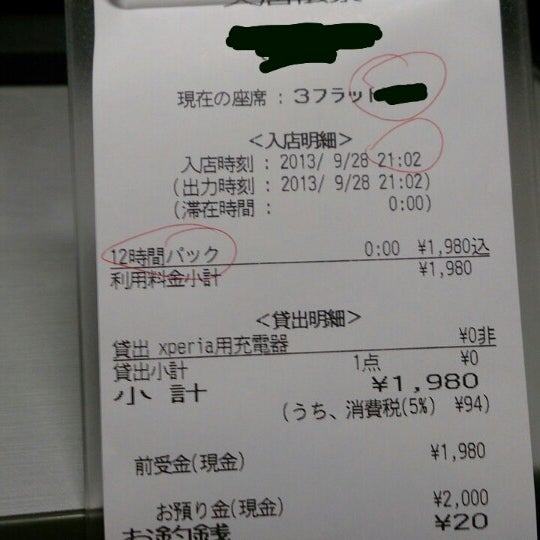 現在の座席 : 3フラット
<入店明細>
入店時刻 : 2013/ 9/28 21:02
(出力時刻 : 2013/ 9/28 21:02)
(滞在時間 : 0:00)
12時間パック 0:00 ¥1,980込
利用料金小計 ¥1,980
<貸出明細>
貸出 xperia用充電器 ¥0非
貸出小計 1点 ¥0
小 計 ¥1,980
(うち、消費税(5%) ¥94)
前受金(現金) ¥1,980
お預り金(現金) ¥2,000
お釣銭 ¥20